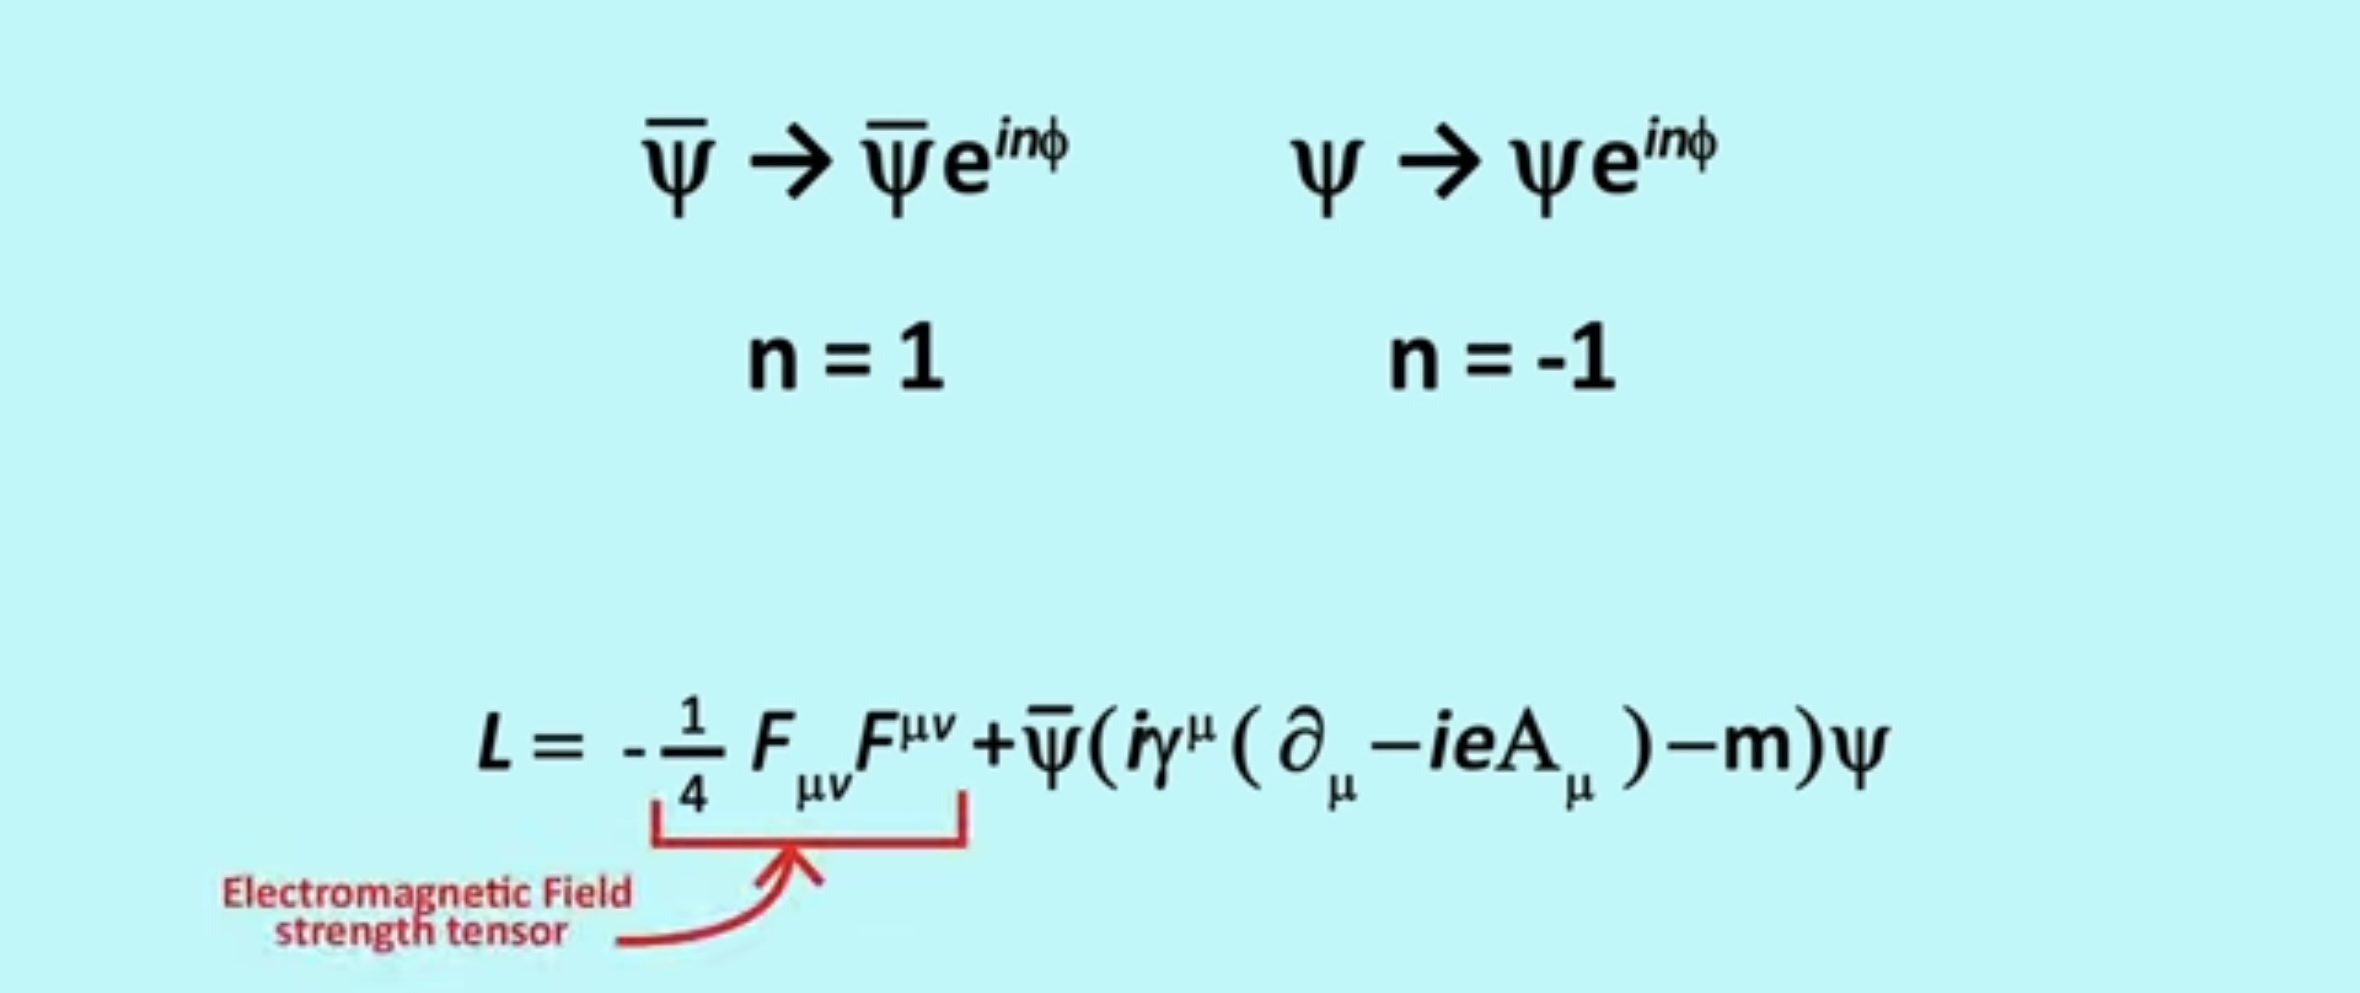 ψ̅ → ψ̅e^{inϕ} ψ → ψe^{inϕ}
n = 1 n = -1
L = -1/4 F_{μν}F^{μν}+ψ̅(iγ^μ(∂_μ−ieA_μ)−m)ψ
Electromagnetic Field
strength tensor